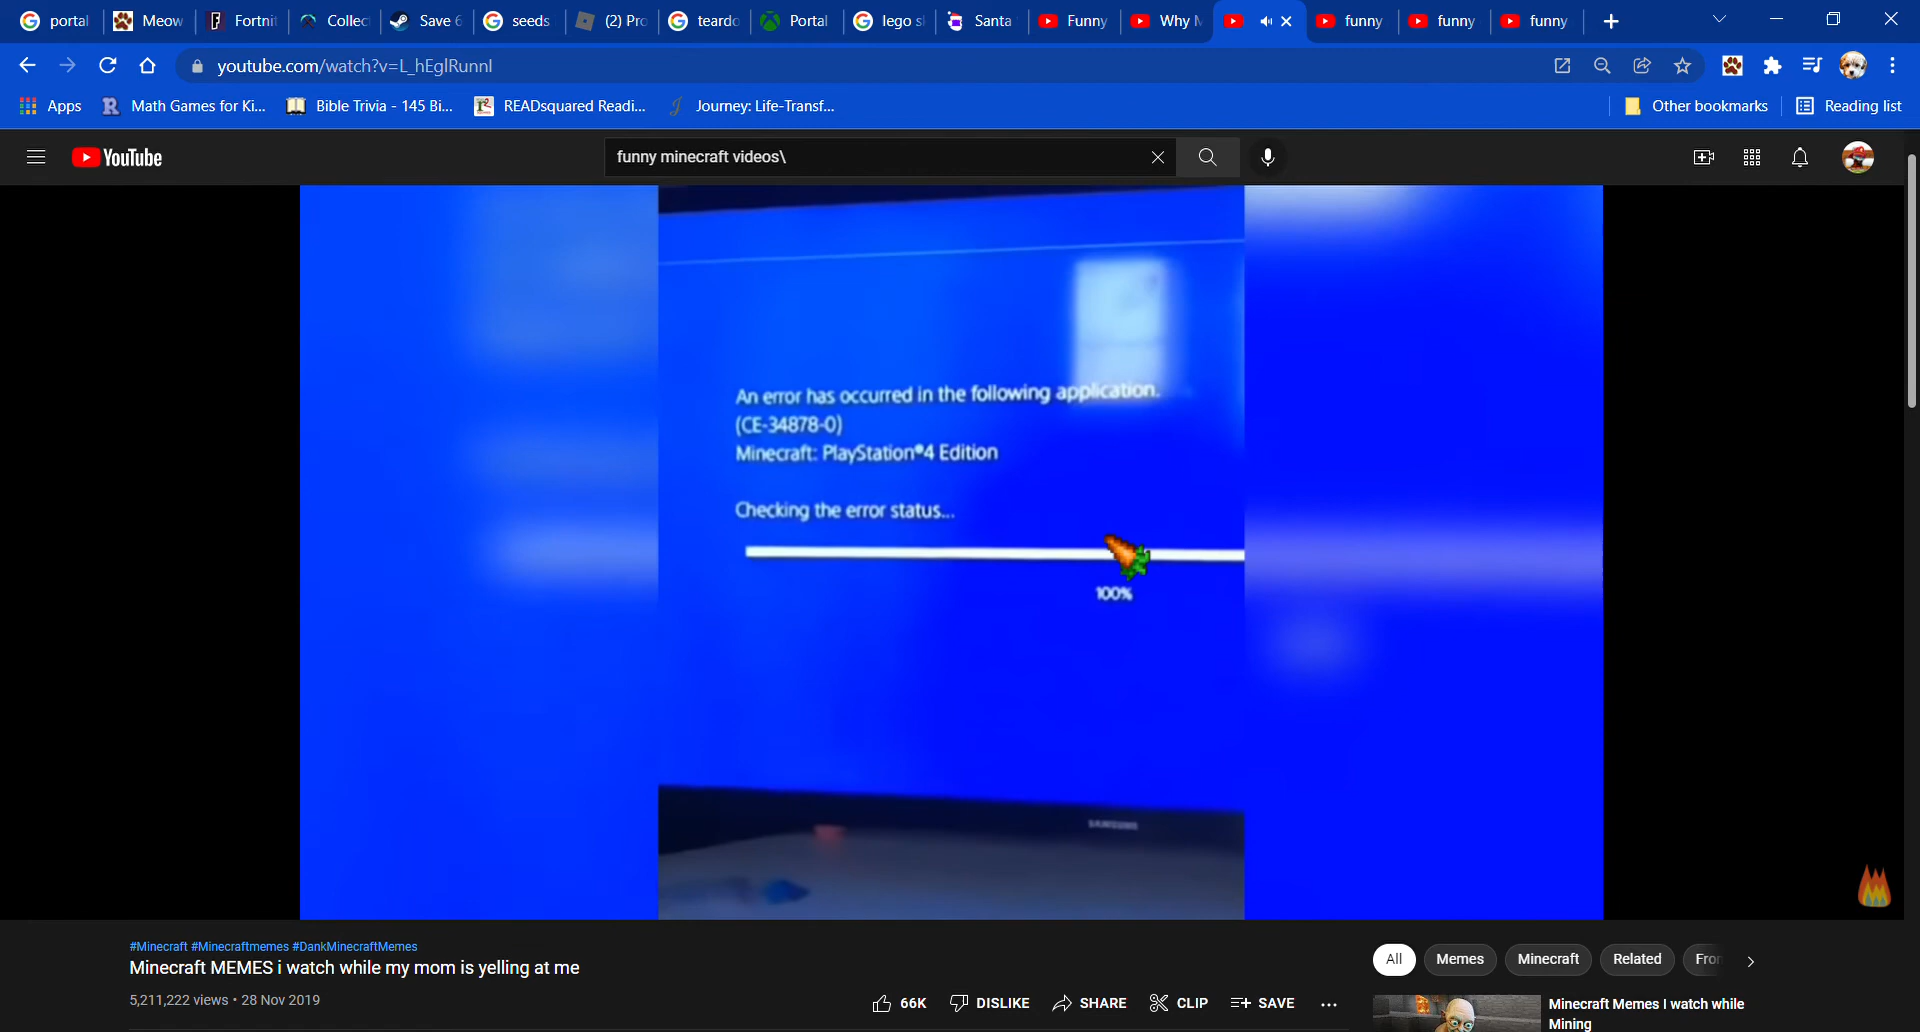 portal
Meow
Fortnit
Collec
Save 6
seeds
(2) Pro
teardo
Portal
lego s
Santa
Funny
Why M
funny
funny
funny
youtube.com/watch?v=L_hEglRunnI
Apps
Math Games for Ki...
Bible Trivia - 145 Bi...
READsquared Readi...
Journey: Life-Transf...
Other bookmarks
Reading list
YouTube
funny minecraft videos\
An error has occurred in the following application.
(CE-34878-0)
Minecraft: PlayStation®4 Edition
Checking the error status...
100%
SAMSUNG
#Minecraft #Minecraftmemes #DankMinecraftMemes
Minecraft MEMES i watch while my mom is yelling at me
5,211,222 views • 28 Nov 2019
66K
DISLIKE
SHARE
CLIP
SAVE
All
Memes
Minecraft
Related
From
Minecraft Memes I watch while
Mining